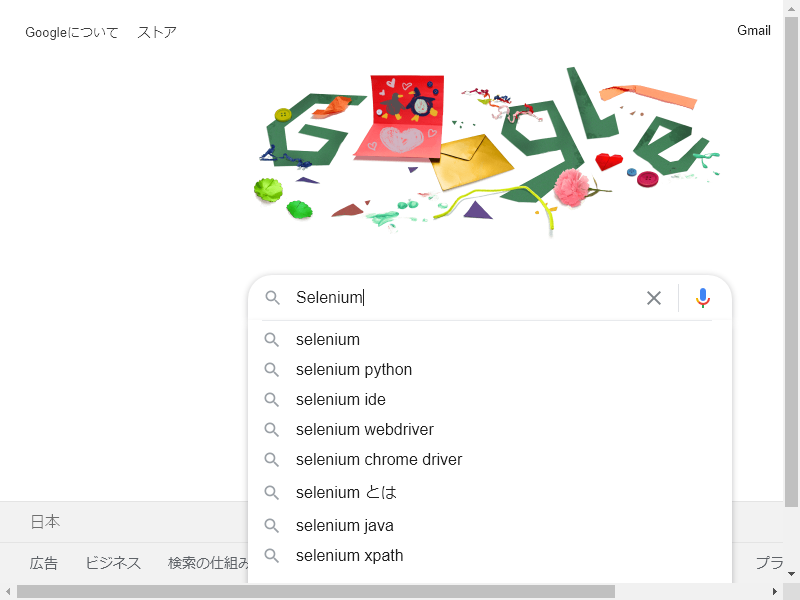 Googleについて ストア Gmail
Google
Selenium
selenium
selenium python
selenium ide
selenium webdriver
selenium chrome driver
selenium とは
selenium java
selenium xpath
日本
広告 ビジネス 検索の仕組み プラ